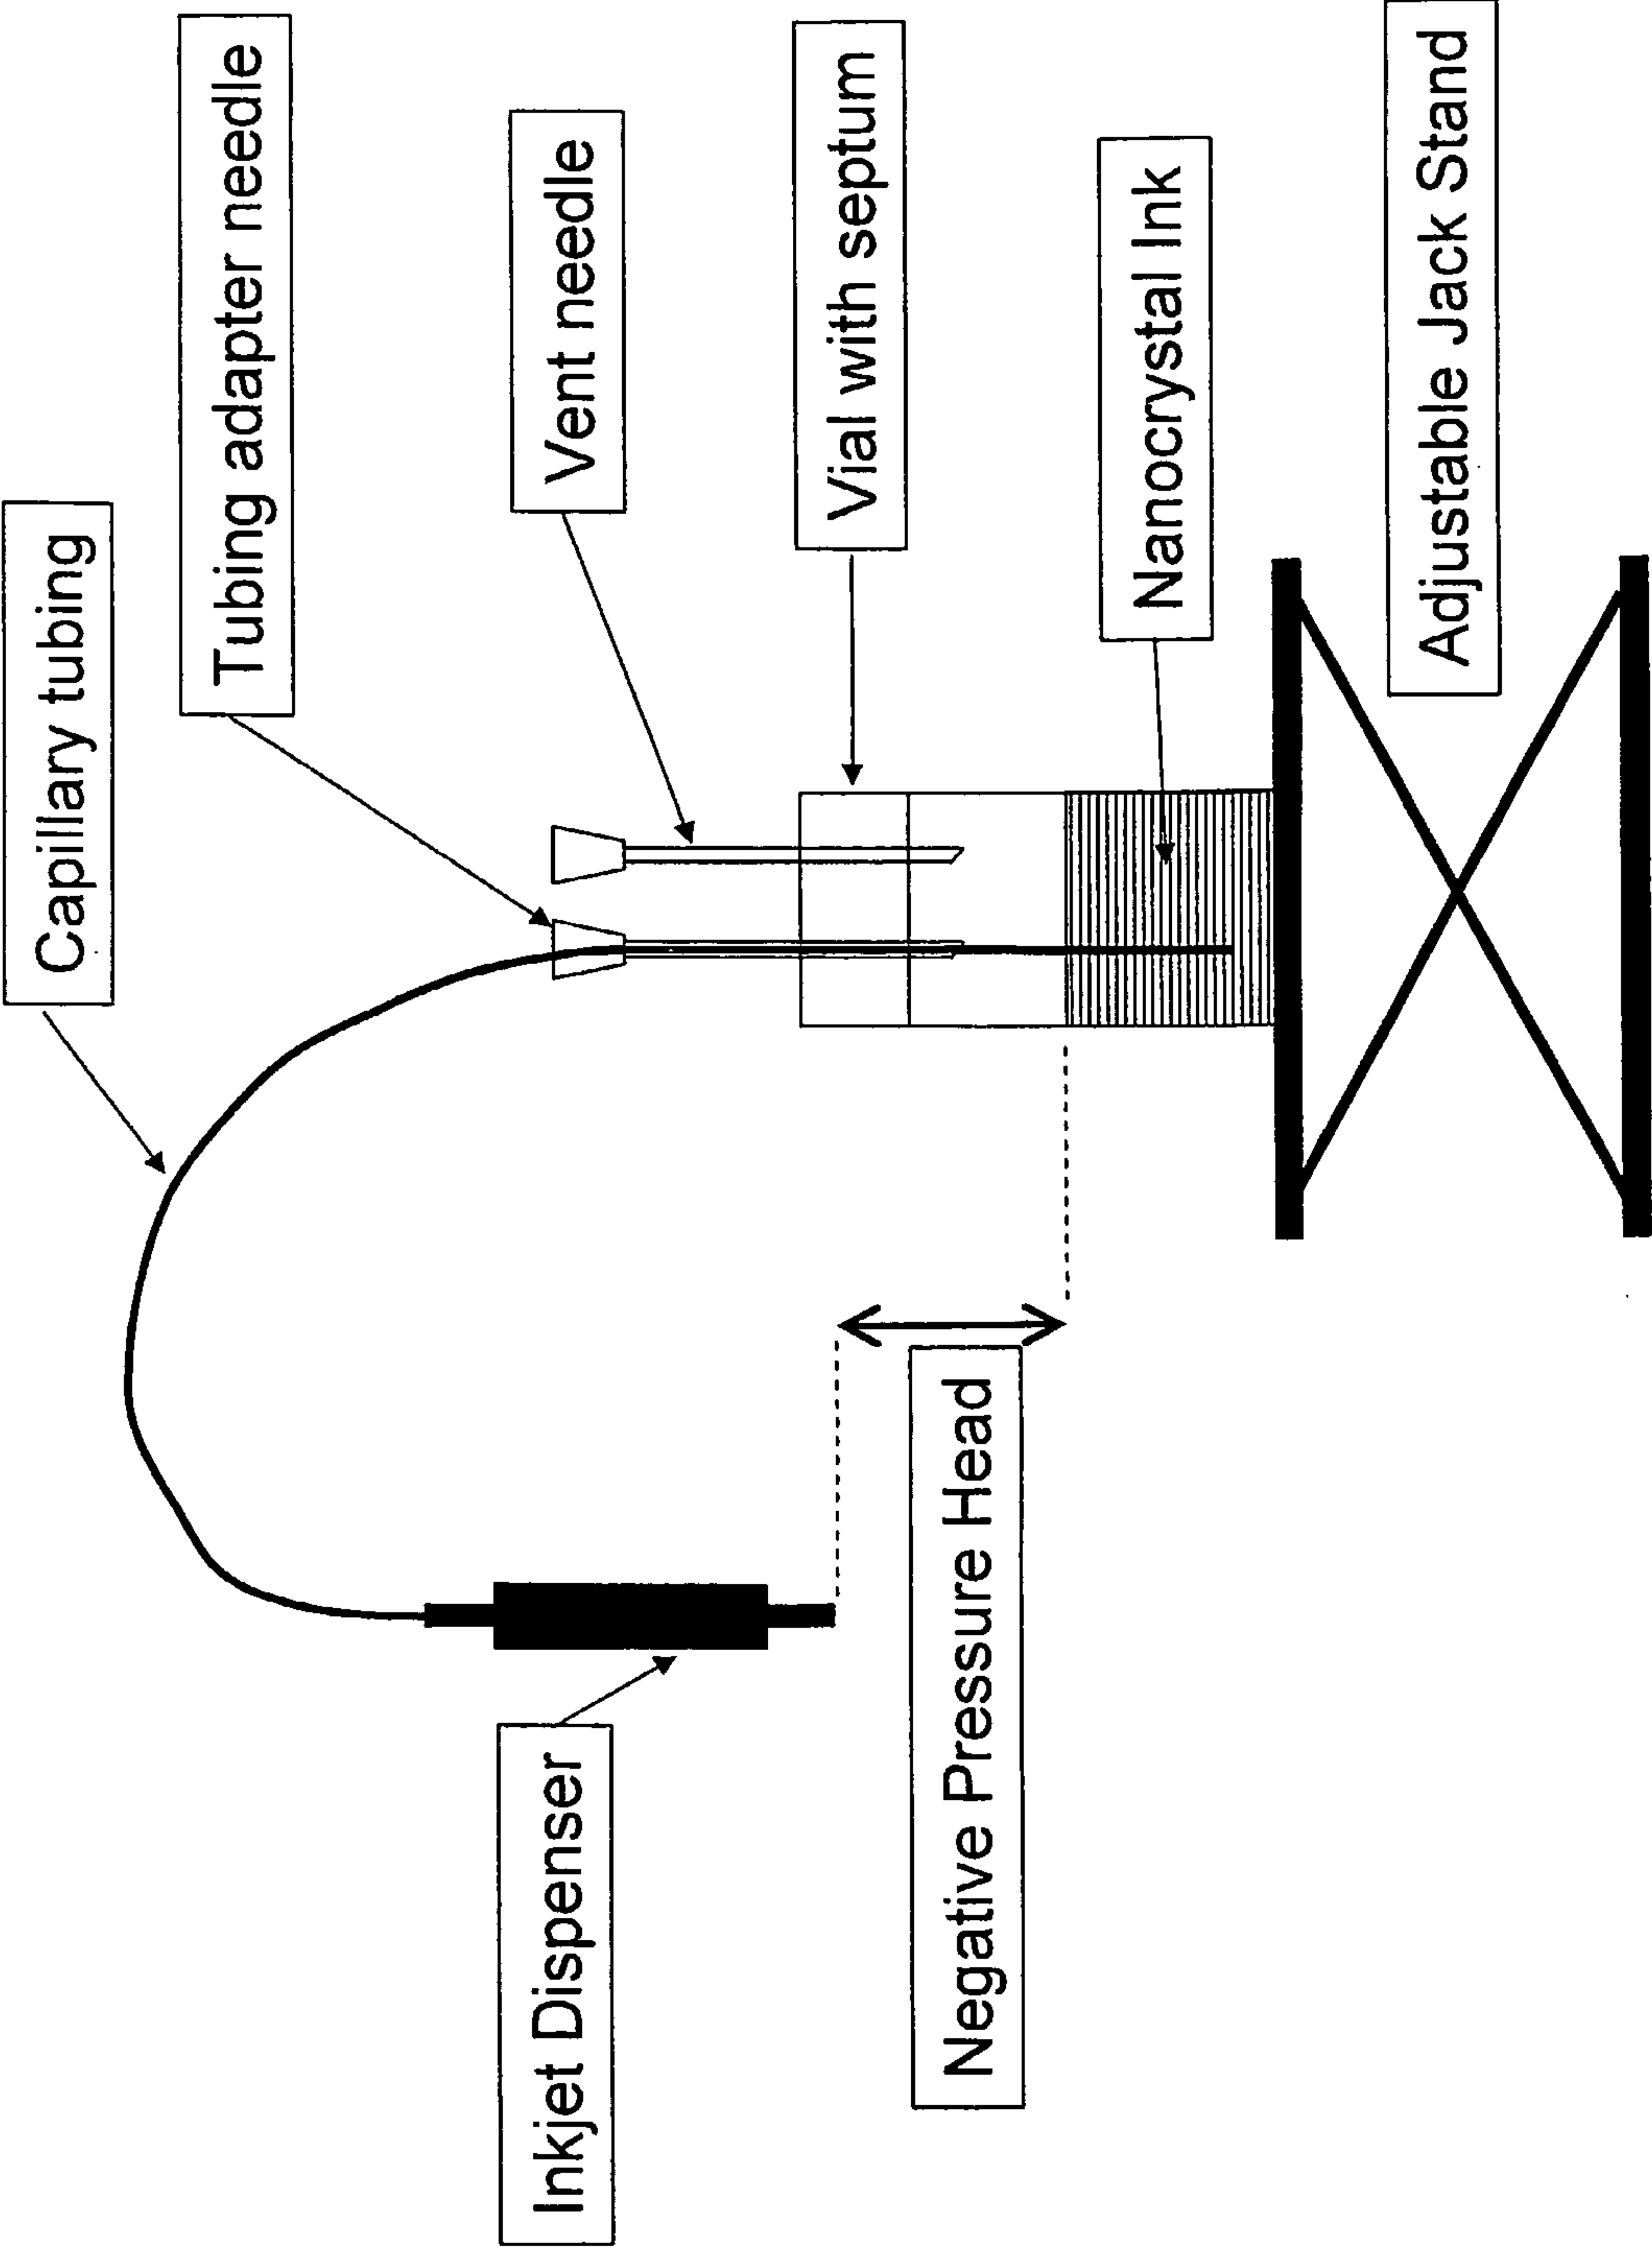 Capillary tubing
Tubing adapter needle
Vent needle
Inkjet Dispenser
Vial with septum
Negative Pressure Head
Nanocrystal Ink
Adjustable Jack Stand